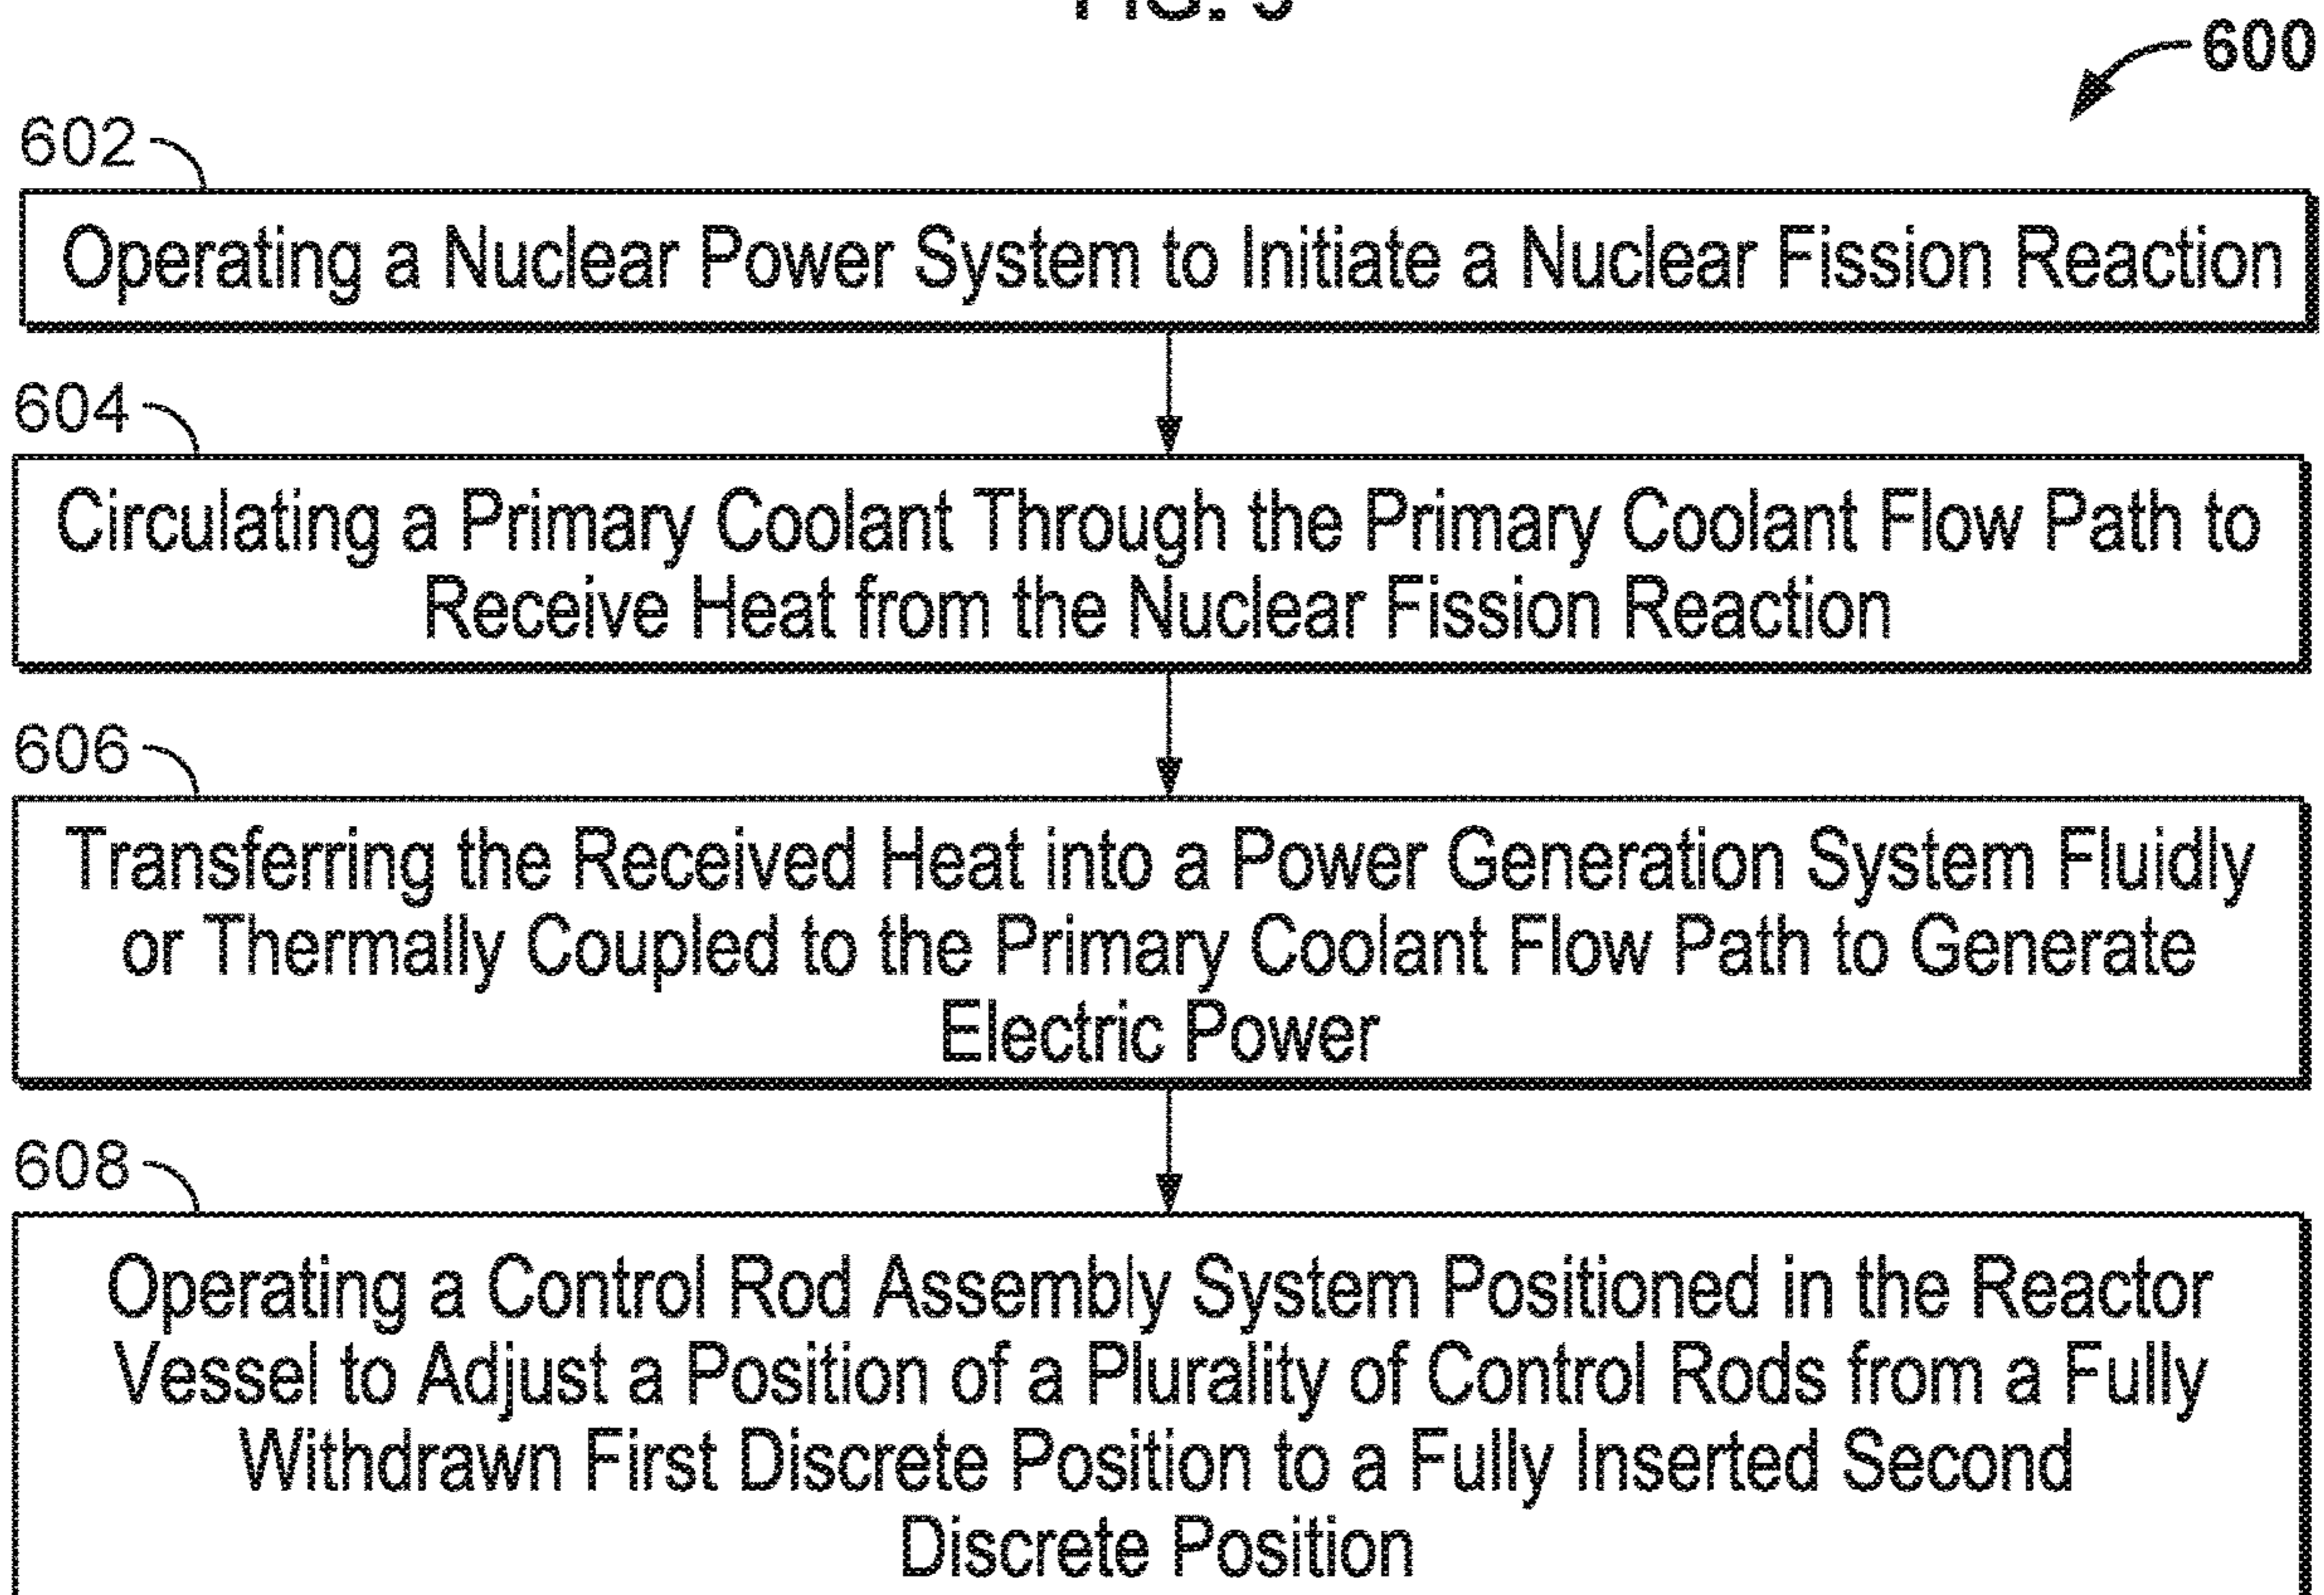 600
602
Operating a Nuclear Power System to Initiate a Nuclear Fission Reaction
604
Circulating a Primary Coolant Through the Primary Coolant Flow Path to
Receive Heat from the Nuclear Fission Reaction
606
Transferring the Received Heat into a Power Generation System Fluidly
or Thermally Coupled to the Primary Coolant Flow Path to Generate
Electric Power
608
Operating a Control Rod Assembly System Positioned in the Reactor
Vessel to Adjust a Position of a Plurality of Control Rods from a Fully
Withdrawn First Discrete Position to a Fully Inserted Second
Discrete Position